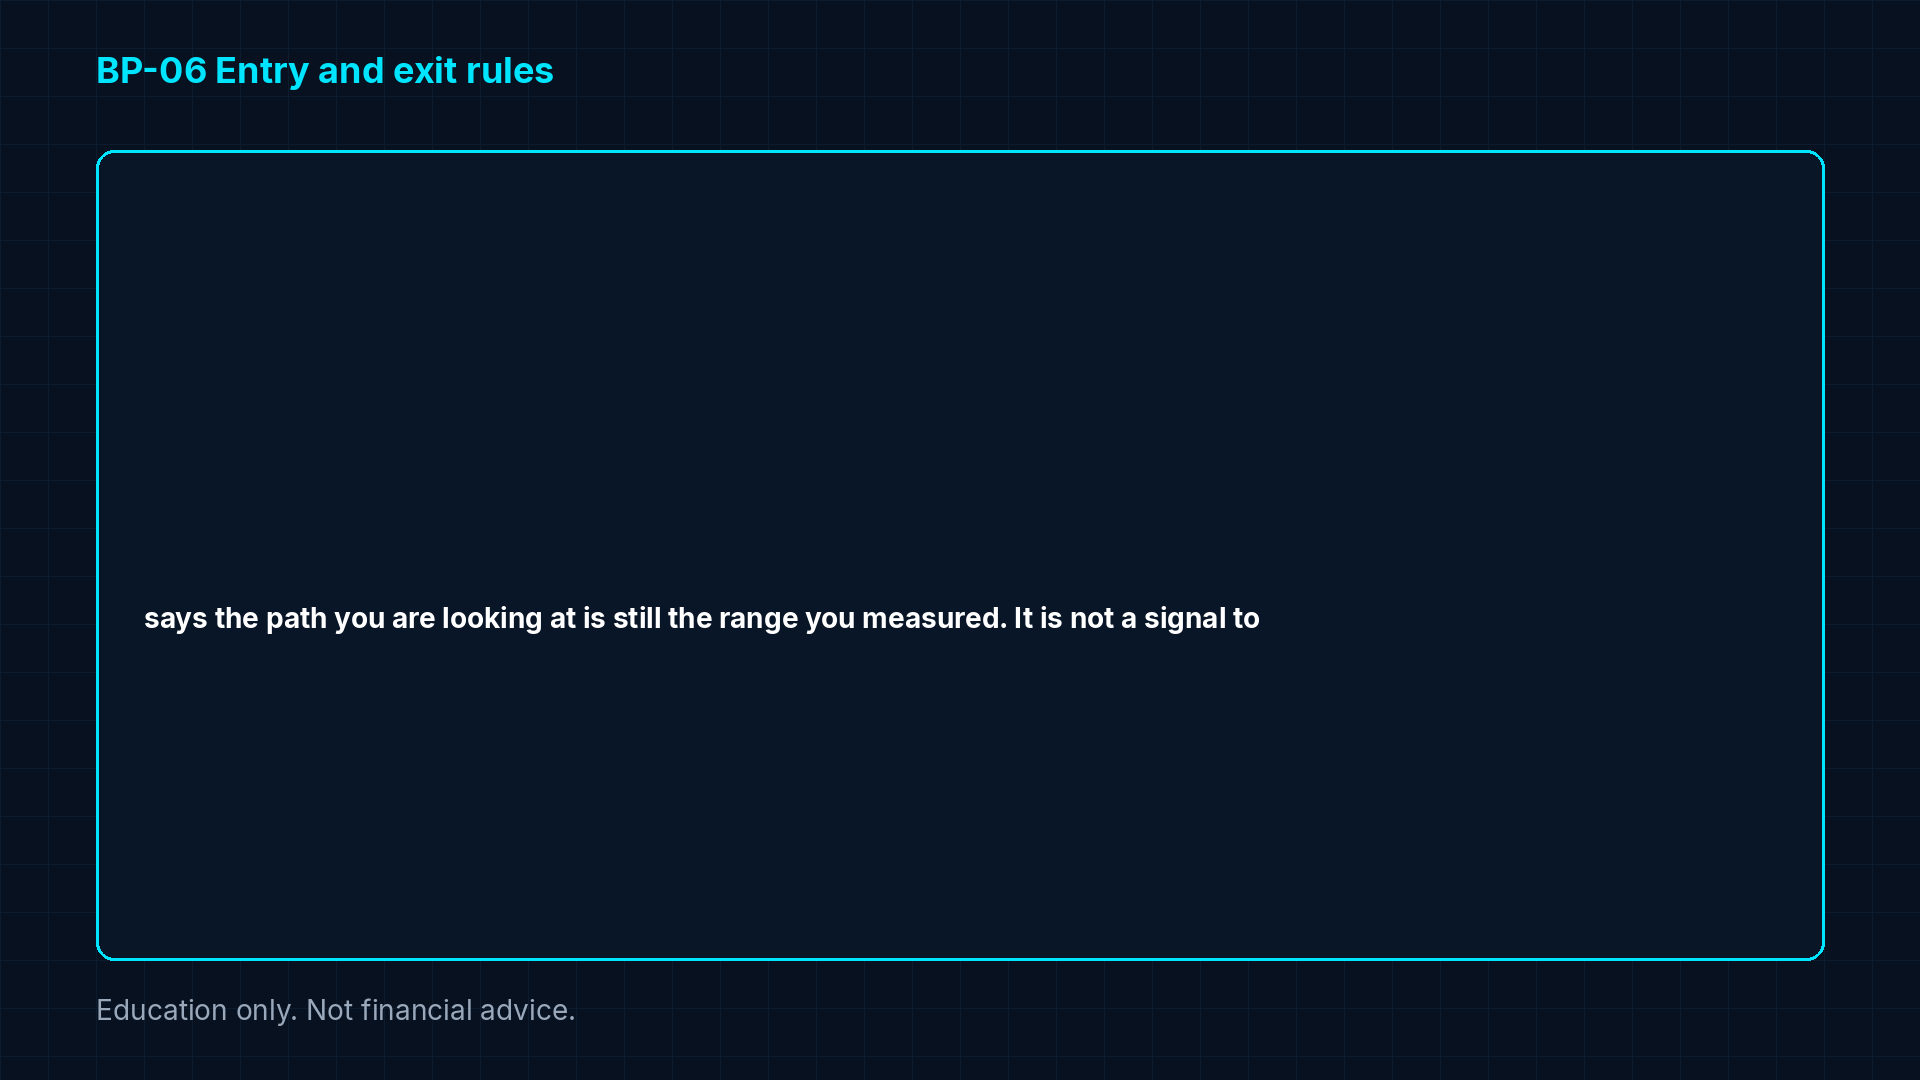 BP-06 Entry and exit rules
says the path you are looking at is still the range you measured. It is not a signal to
Education only. Not financial advice.